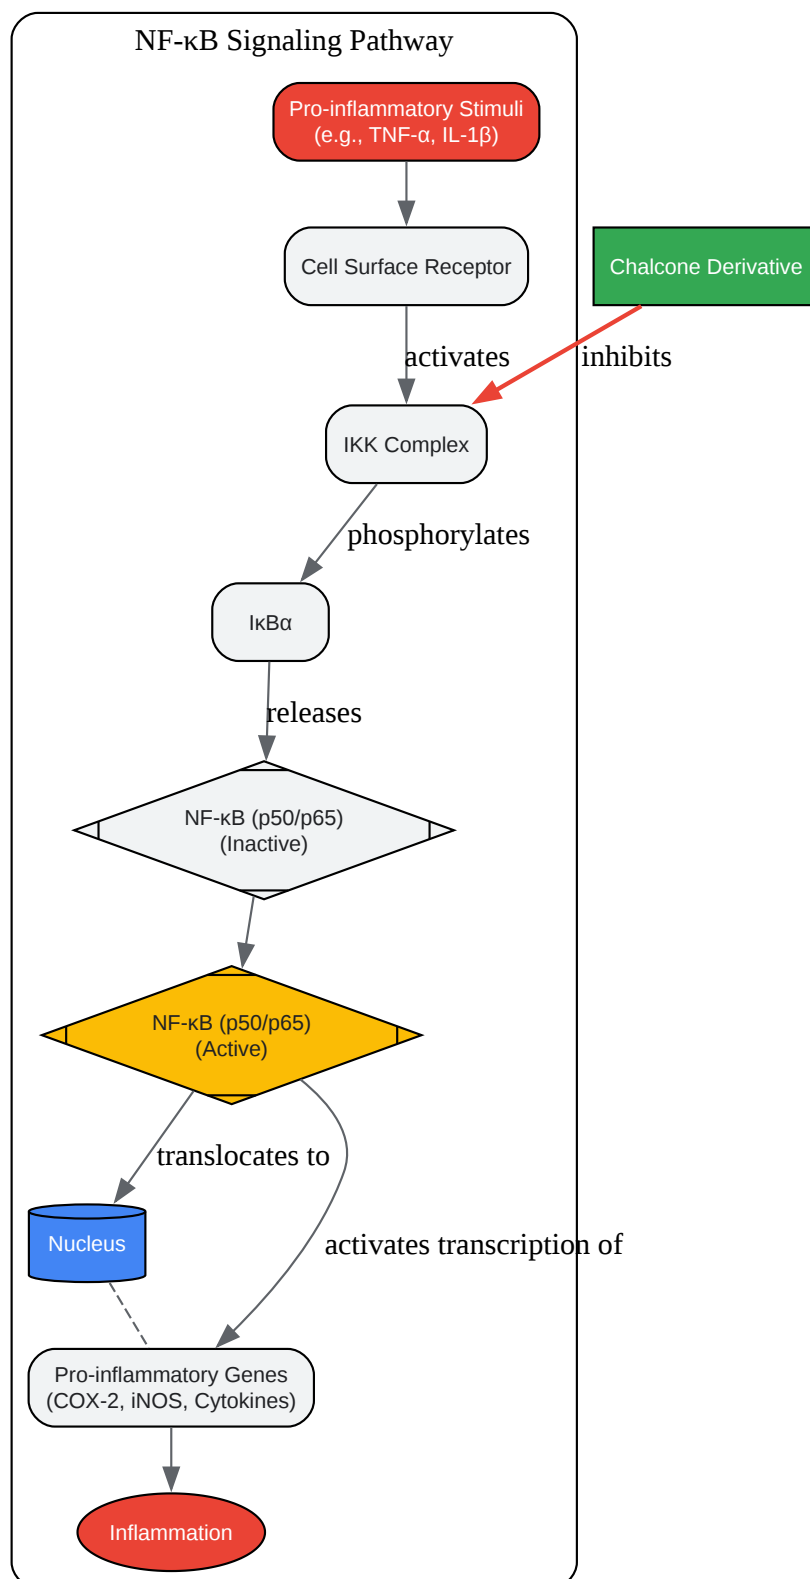 NF-κB Signaling Pathway
Pro-inflammatory Stimuli
(e.g., TNF-α, IL-1β)
Cell Surface Receptor
Chalcone Derivative
activates
inhibits
IKK Complex
phosphorylates
IκBα
releases
NF-κB (p50/p65)
(Inactive)
NF-κB (p50/p65)
(Active)
translocates to
Nucleus
activates transcription of
Pro-inflammatory Genes
(COX-2, iNOS, Cytokines)
Inflammation